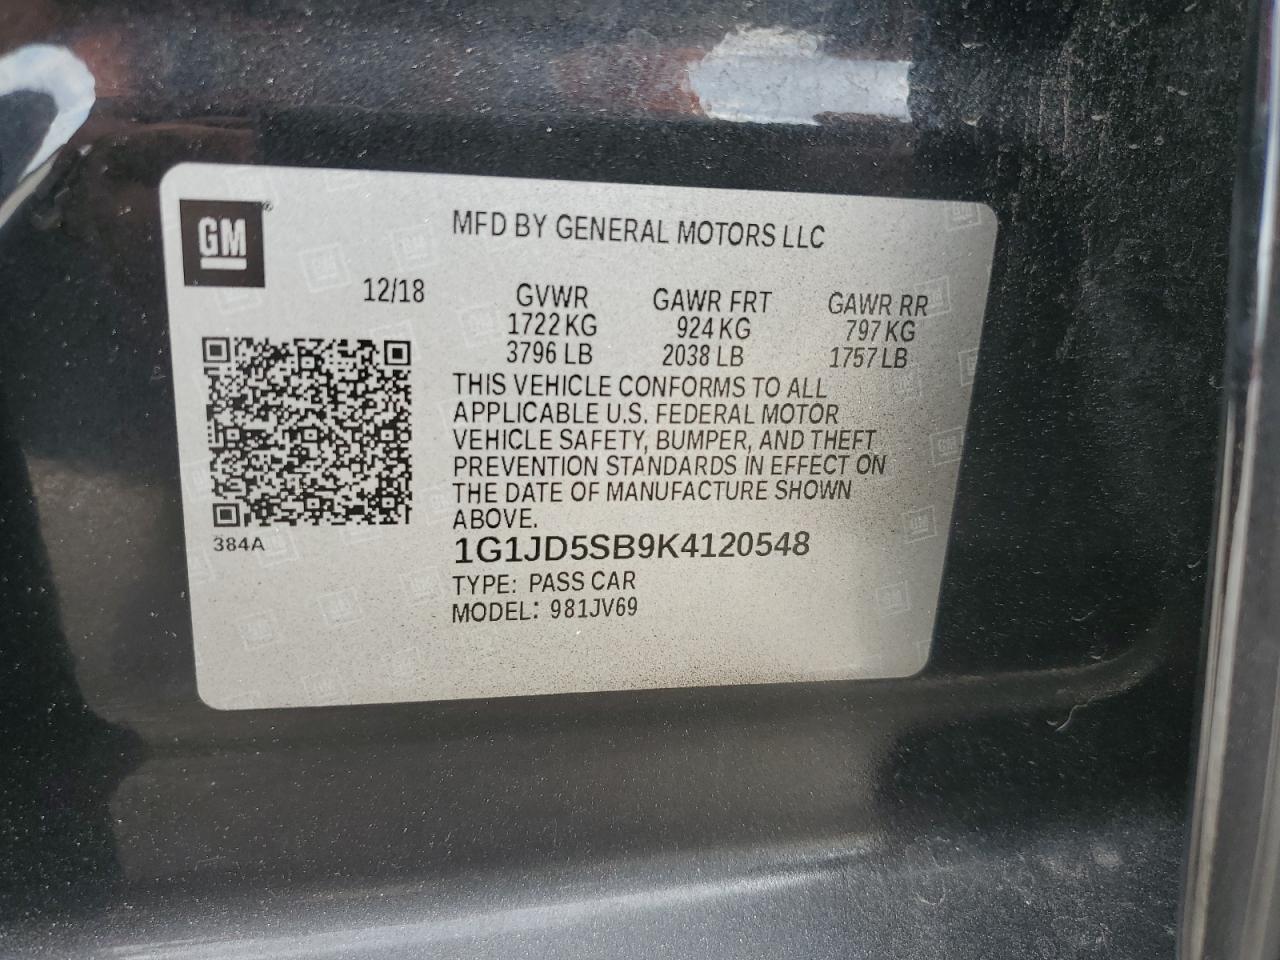 GM
MFD BY GENERAL MOTORS LLC
12/18 GVWR GAWR FRT GAWR RR
1722 KG 924 KG 797 KG
3796 LB 2038 LB 1757 LB
THIS VEHICLE CONFORMS TO ALL
APPLICABLE U.S. FEDERAL MOTOR
VEHICLE SAFETY, BUMPER, AND THEFT
PREVENTION STANDARDS IN EFFECT ON
THE DATE OF MANUFACTURE SHOWN
ABOVE.
384A
1G1JD5SB9K4120548
TYPE: PASS CAR
MODEL: 981JV69